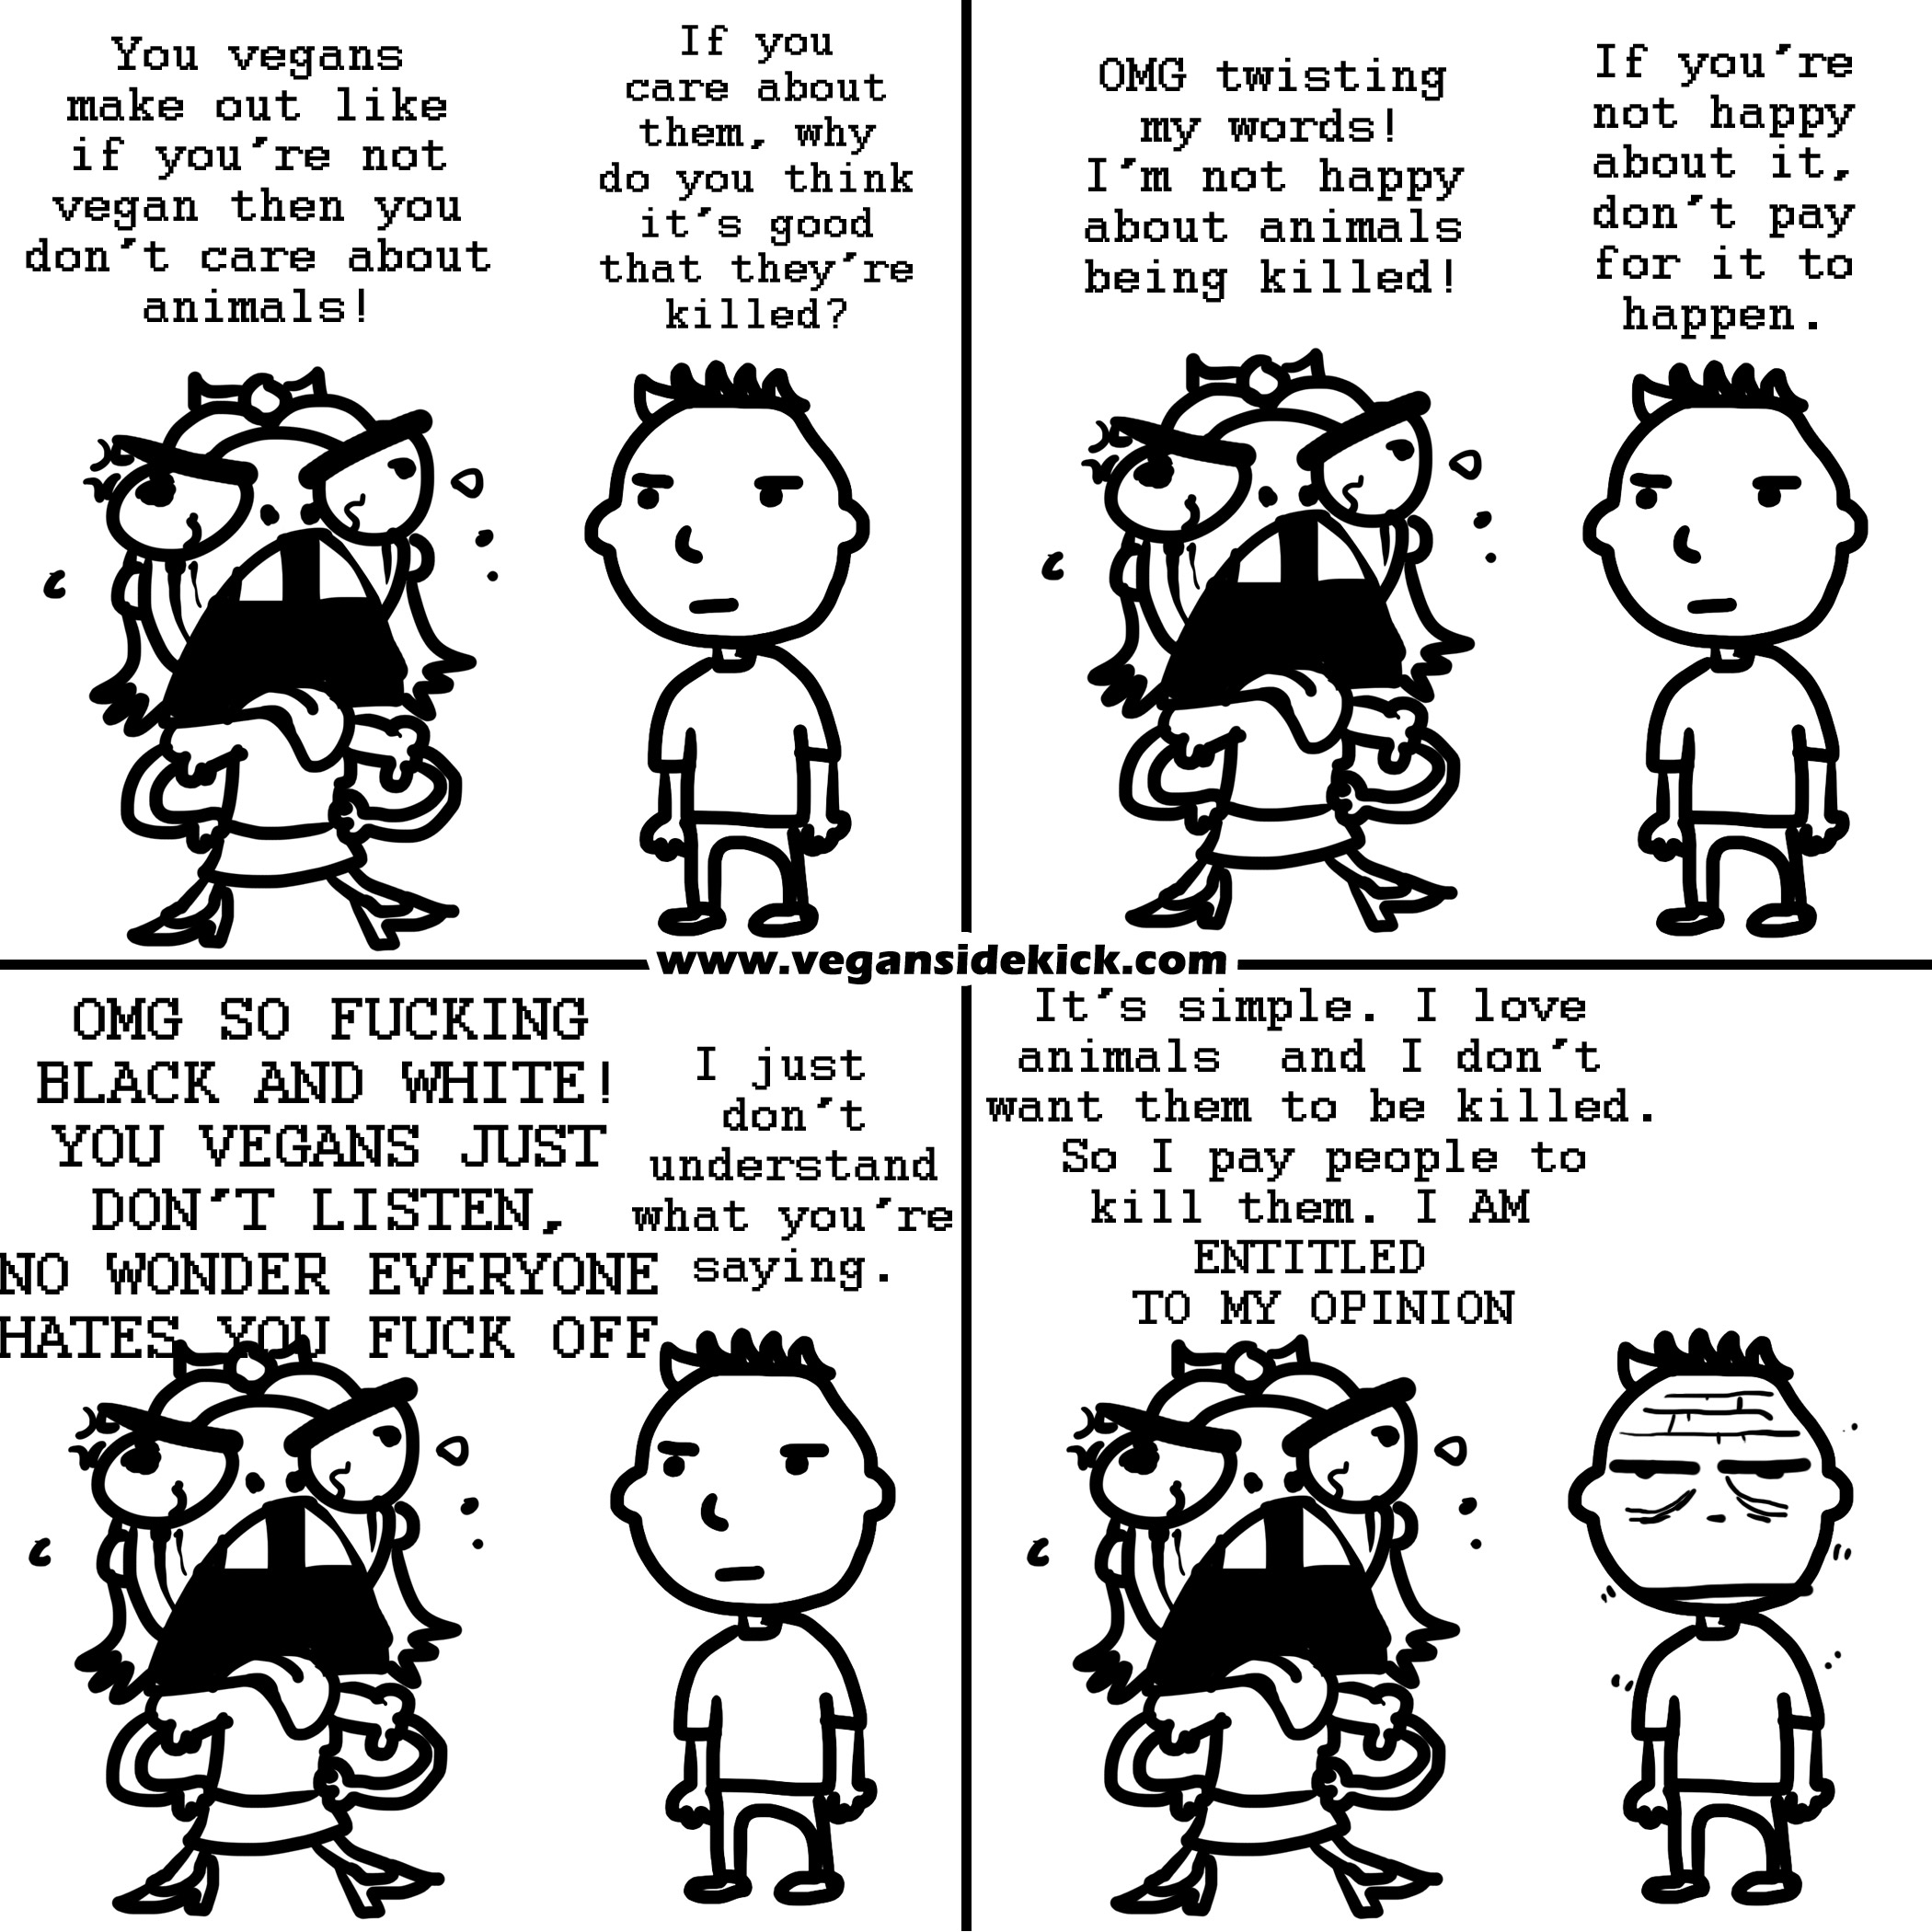 You vegans
make out like
if you're not
vegan then you
don't care about
animals!
If you
care about
them, why
do you think
it's good
that they're
killed?
OMG twisting
my words!
I'm not happy
about animals
being killed!
If you're
not happy
about it,
don't pay
for it to
happen.
www.vegansidekick.com
OMG SO FUCKING
BLACK AND WHITE!
YOU VEGANS JUST
DON'T LISTEN,
NO WONDER EVERYONE
HATES YOU FUCK OFF
I just
don't
understand
what you're
saying.
It's simple. I love
animals and I don't
want them to be killed.
So I pay people to
kill them. I AM
ENTITLED
TO MY OPINION